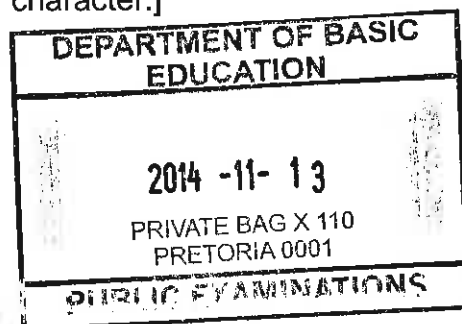 character.]
DEPARTMENT OF BASIC
EDUCATION
2014 -11- 13
PRIVATE BAG X 110
PRETORIA 0001
PUBLIC EXAMINATIONS